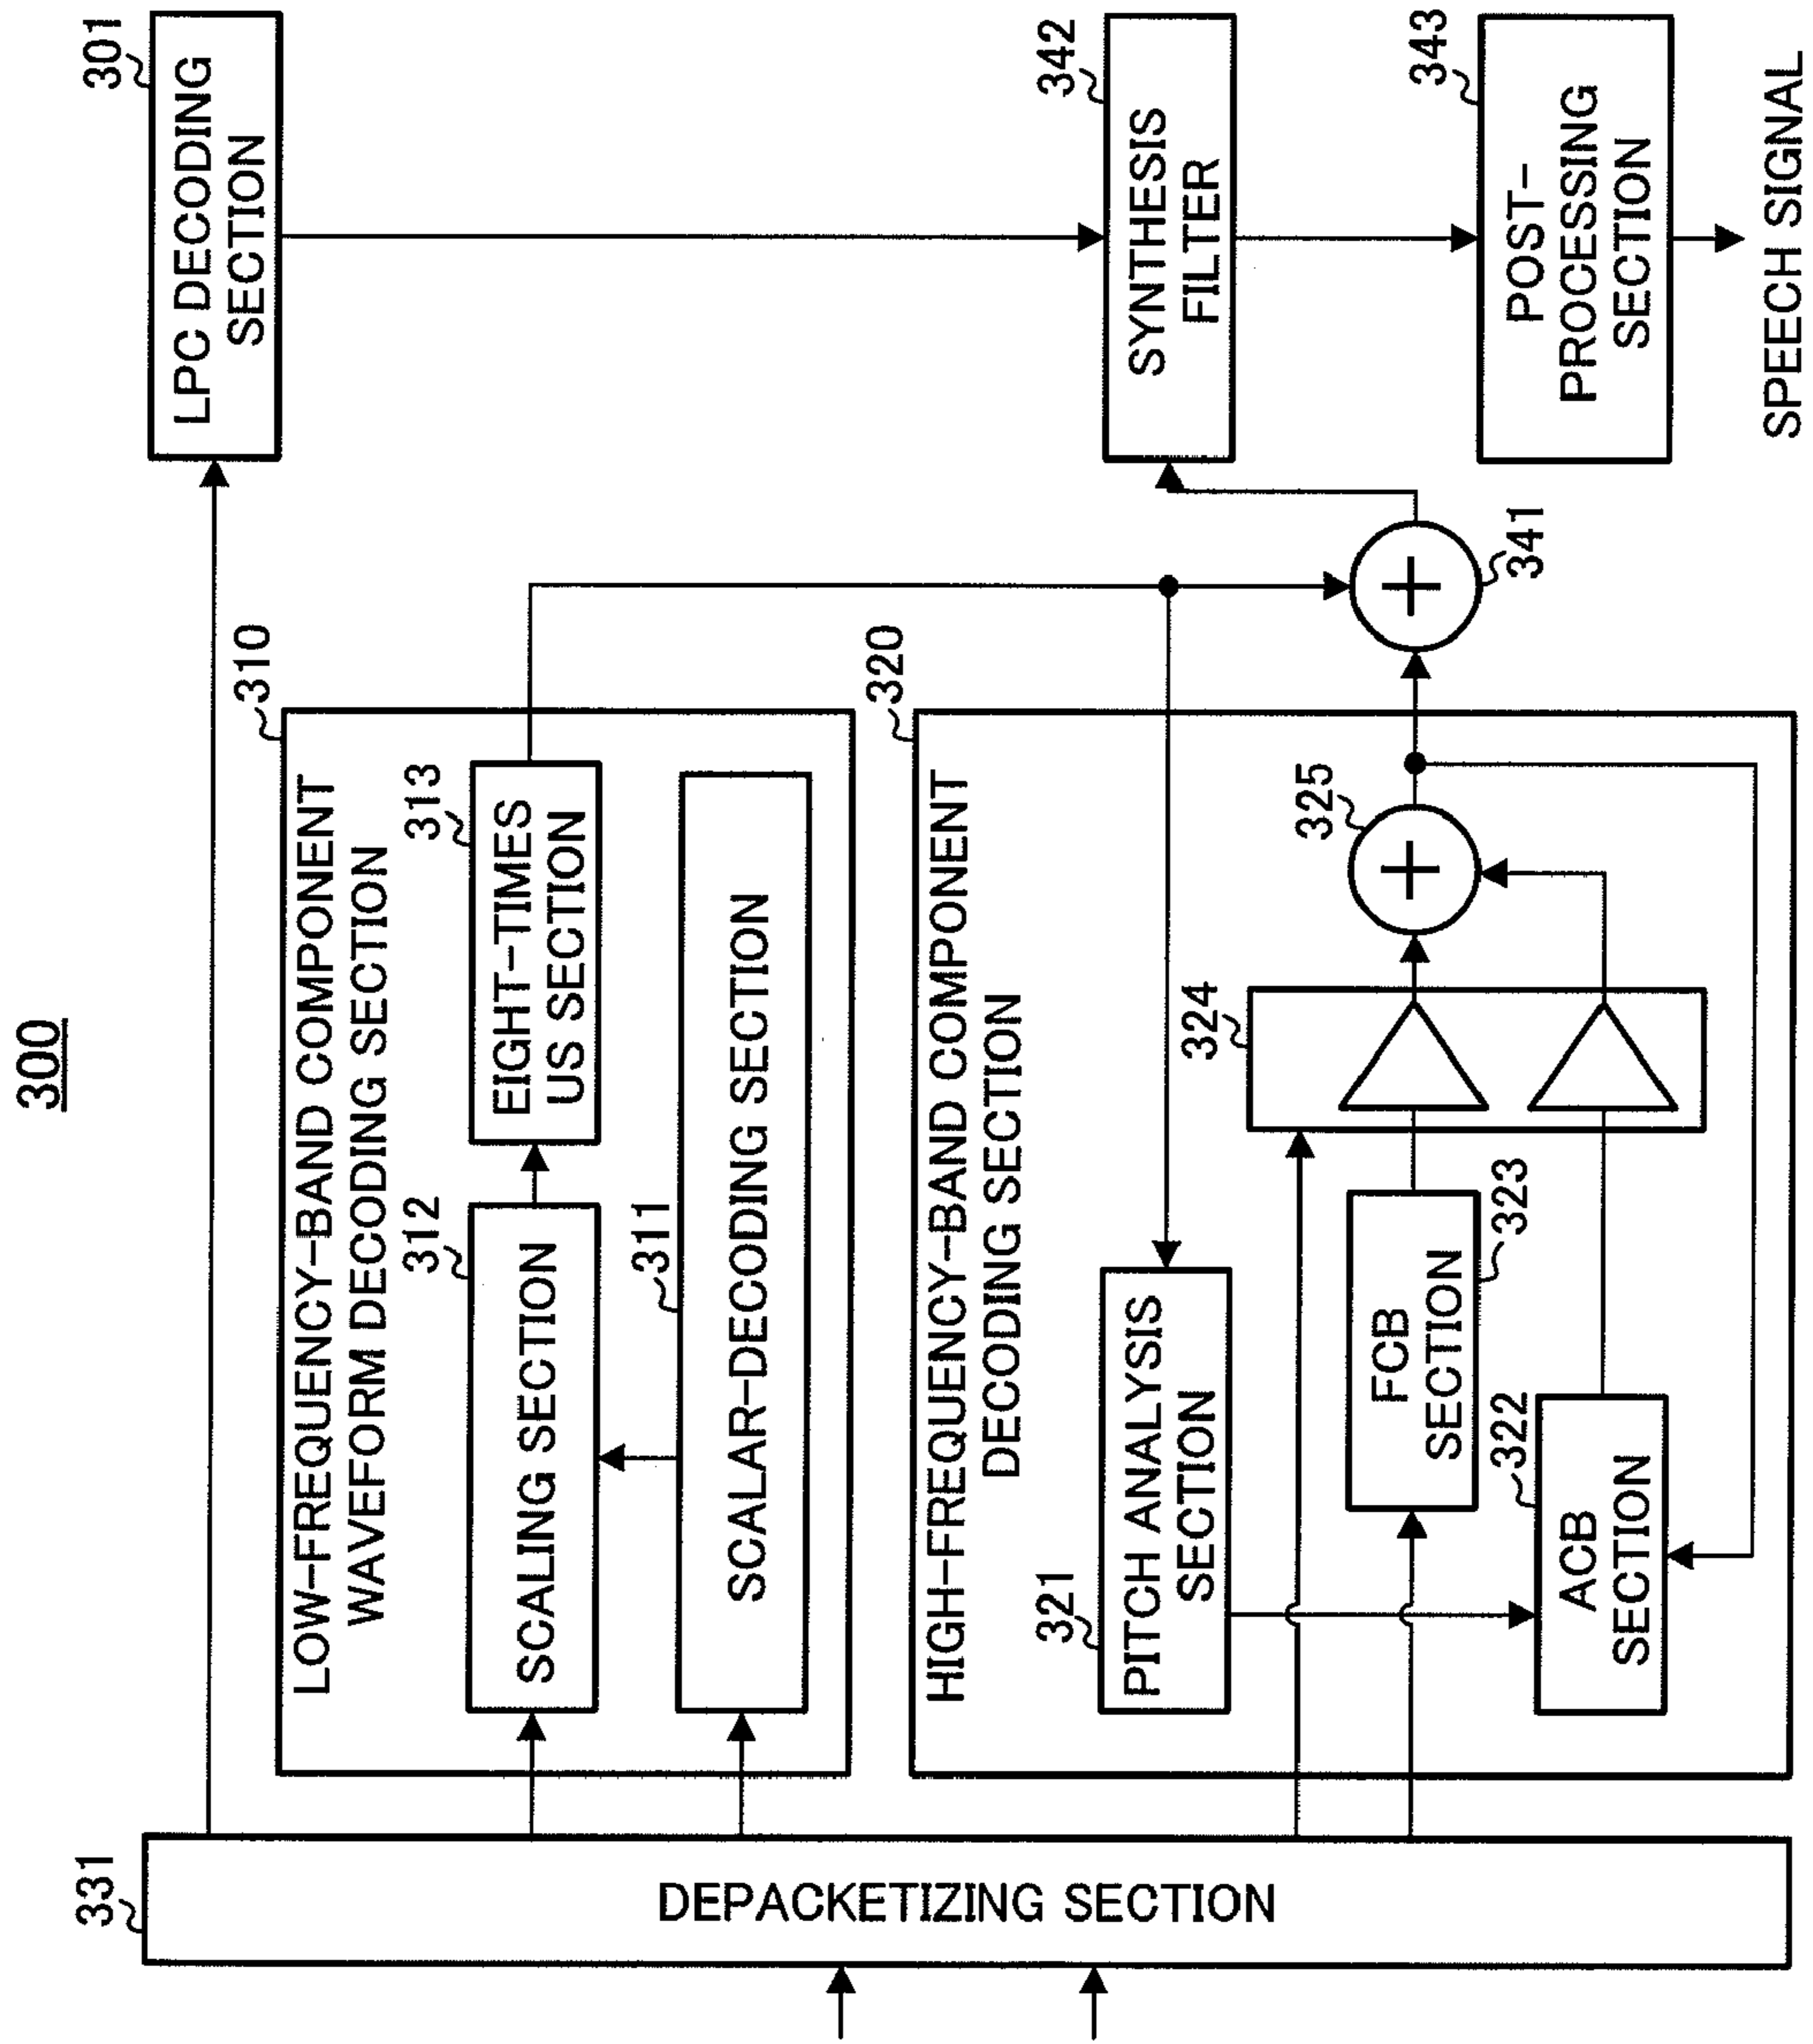 300
331
DEPACKETIZING SECTION
310
LOW-FREQUENCY-BAND COMPONENT
WAVEFORM DECODING SECTION
312
SCALING SECTION
313
EIGHT-TIMES
US SECTION
311
SCALAR-DECODING SECTION
320
HIGH-FREQUENCY-BAND COMPONENT
DECODING SECTION
321
PITCH ANALYSIS
SECTION
323
FCB
SECTION
322
ACB
SECTION
324
325
341
301
LPC DECODING
SECTION
342
SYNTHESIS
FILTER
343
POST-
PROCESSING
SECTION
SPEECH SIGNAL